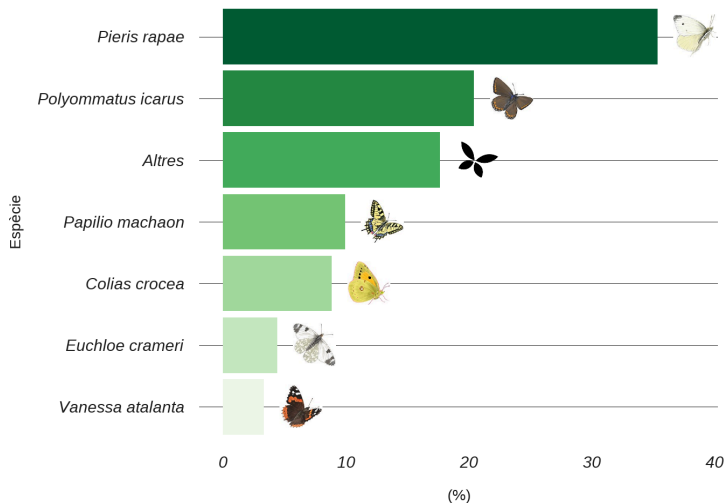 Pieris rapae
Polyommatus icarus
Altres
Papilio machaon
Colias crocea
Euchloe crameri
Vanessa atalanta
Espècie
0 10 20 30 40
(%)